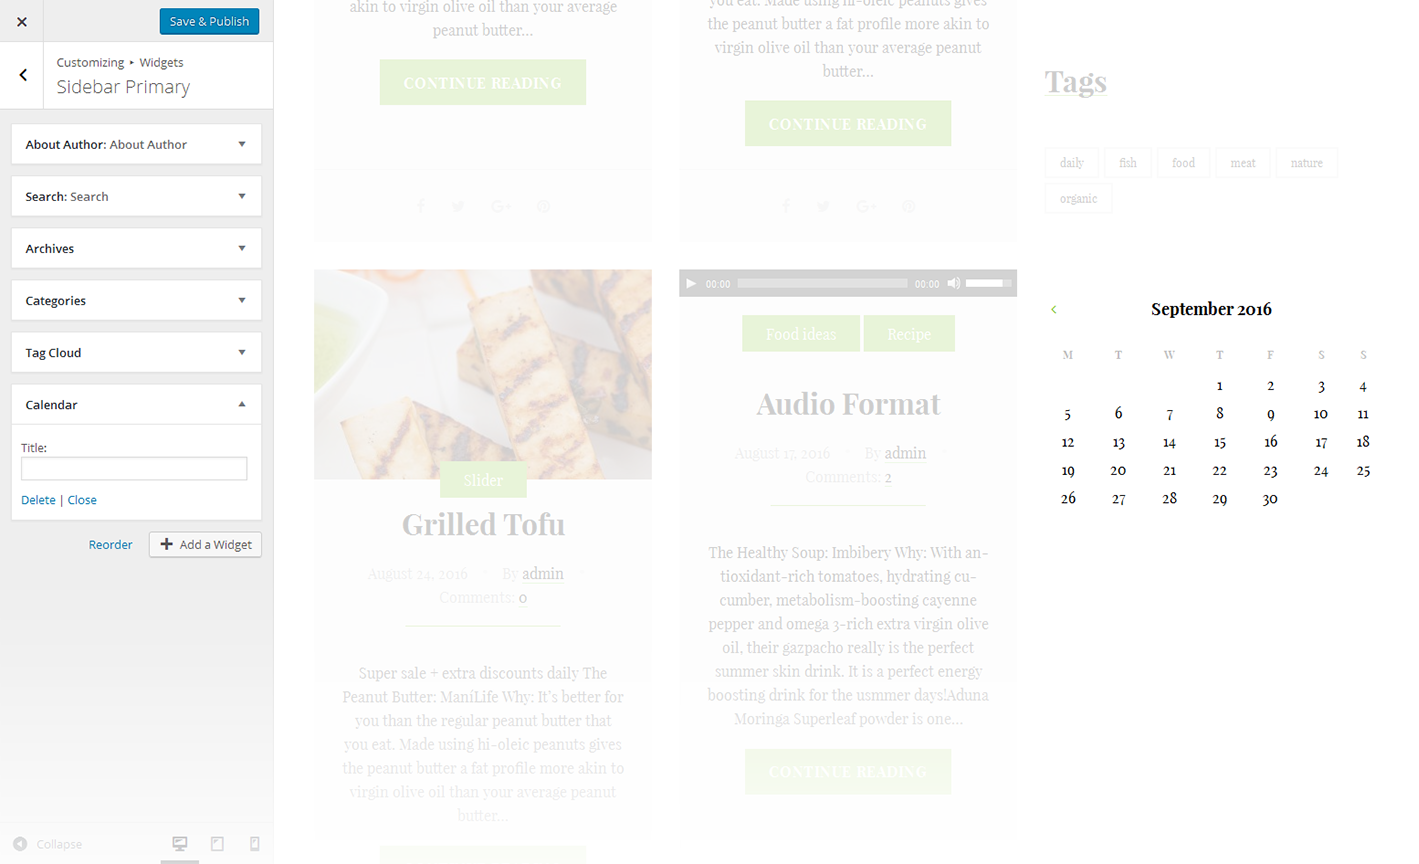 Save & Publish
Customizing ▸ Widgets
Sidebar Primary
About Author: About Author
Search: Search
Archives
Categories
Tag Cloud
Calendar
Title:
Delete | Close
Reorder
Add a Widget
Collapse
akin to virgin olive oil than your average
peanut butter...
CONTINUE READING
Slider
Grilled Tofu
August 24, 2016 By admin
Comments: 0
Super sale + extra discounts daily The
Peanut Butter: ManiLife Why: It's better for
you than the regular peanut butter that
you eat. Made using hi-oleic peanuts gives
the peanut butter a fat profile more akin to
virgin olive oil than your average peanut
butter...
you eat. Made using hi-oleic peanuts gives
the peanut butter a fat profile more akin to
virgin olive oil than your average peanut
butter...
CONTINUE READING
00:00 00:00
Food ideas Recipe
Audio Format
August 17, 2016 By admin
Comments: 2
The Healthy Soup: Imbibery Why: With an-
tioxidant-rich tomatoes, hydrating cu-
cumber, metabolism-boosting cayenne
pepper and omega 3-rich extra virgin olive
oil, their gazpacho really is the perfect
summer skin drink. It is a perfect energy
boosting drink for the usmmer days!Aduna
Moringa Superleaf powder is one...
CONTINUE READING
Tags
daily fish food meat nature
organic
September 2016
M T W T F S S
1 2 3 4
5 6 7 8 9 10 11
12 13 14 15 16 17 18
19 20 21 22 23 24 25
26 27 28 29 30